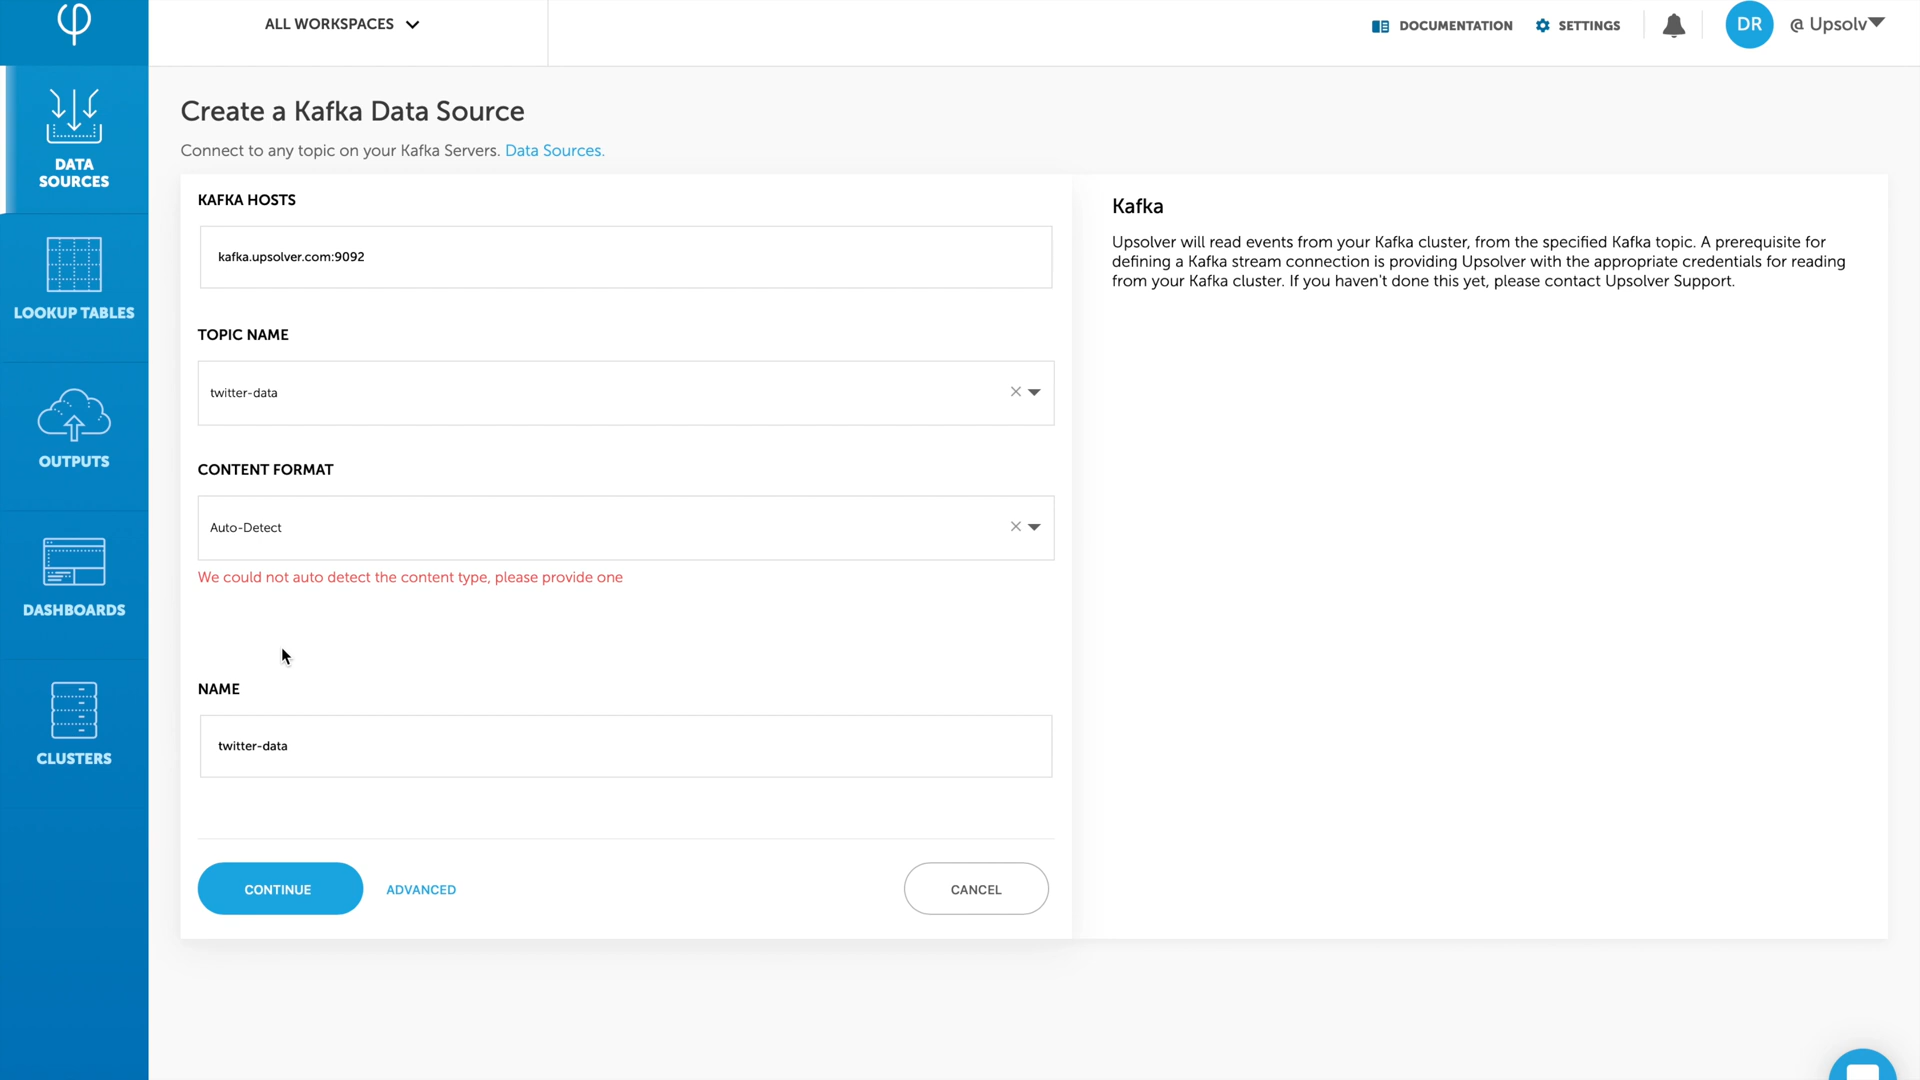 ALL WORKSPACES
DOCUMENTATION
SETTINGS
DR
@ Upsolv
DATA
SOURCES
LOOKUP TABLES
OUTPUTS
DASHBOARDS
CLUSTERS
Create a Kafka Data Source
Connect to any topic on your Kafka Servers. Data Sources.
KAFKA HOSTS
kafka.upsolver.com:9092
TOPIC NAME
twitter-data
CONTENT FORMAT
Auto-Detect
We could not auto detect the content type, please provide one
NAME
twitter-data
CONTINUE
ADVANCED
CANCEL
Kafka
Upsolver will read events from your Kafka cluster, from the specified Kafka topic. A prerequisite for
defining a Kafka stream connection is providing Upsolver with the appropriate credentials for reading
from your Kafka cluster. If you haven't done this yet, please contact Upsolver Support.